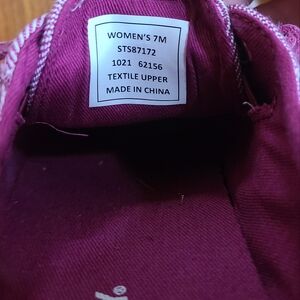 WOMEN'S 7M
STS87172
1021 62156
TEXTILE UPPER
MADE IN CHINA